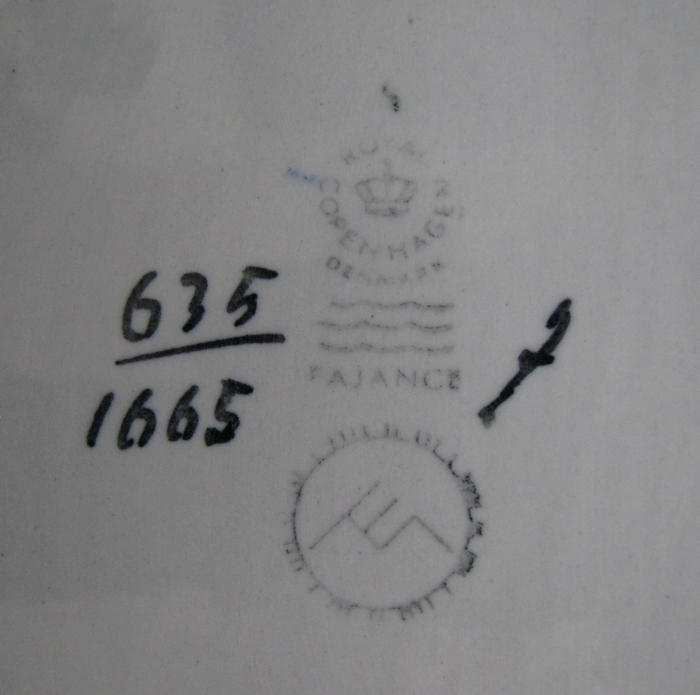 ROYAL
COPENHAGEN
DENMARK
FAJANCE
635
1665